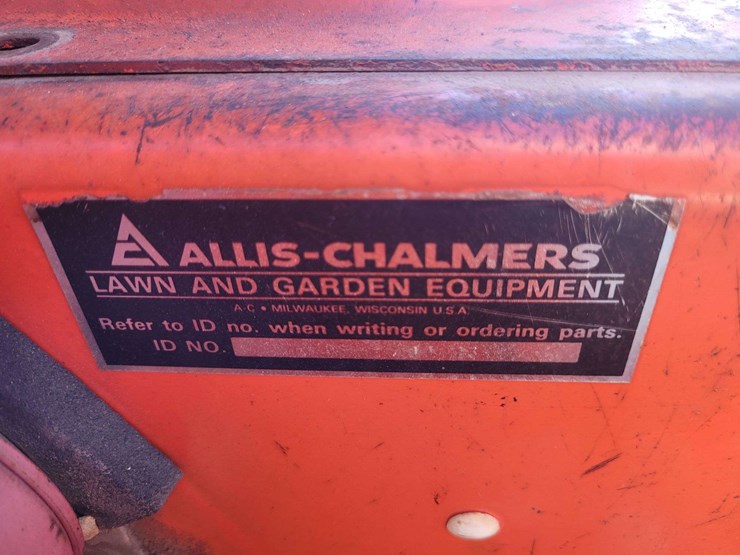 ALLIS-CHALMERS
LAWN AND GARDEN EQUIPMENT
A-C • MILWAUKEE, WISCONSIN U.S.A.
Refer to ID no. when writing or ordering parts.
ID NO.